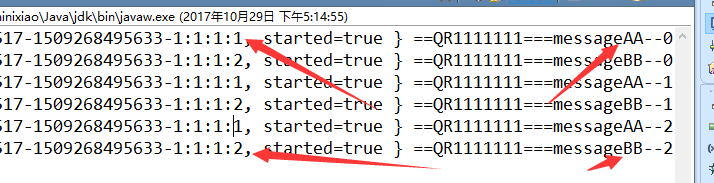 inixiao\Java\jdk\bin\javaw.exe (2017年10月29日 下午5:14:55)
517-1509268495633-1:1:1:1, started=true } ==QR1111111===messageAA--0
517-1509268495633-1:1:1:2, started=true } ==QR1111111===messageBB--0
517-1509268495633-1:1:1:1, started=true } ==QR1111111===messageAA--1
517-1509268495633-1:1:1:2, started=true } ==QR1111111===messageBB--1
517-1509268495633-1:1:1:1, started=true } ==QR1111111===messageAA--2
517-1509268495633-1:1:1:2, started=true } ==QR1111111===messageBB--2